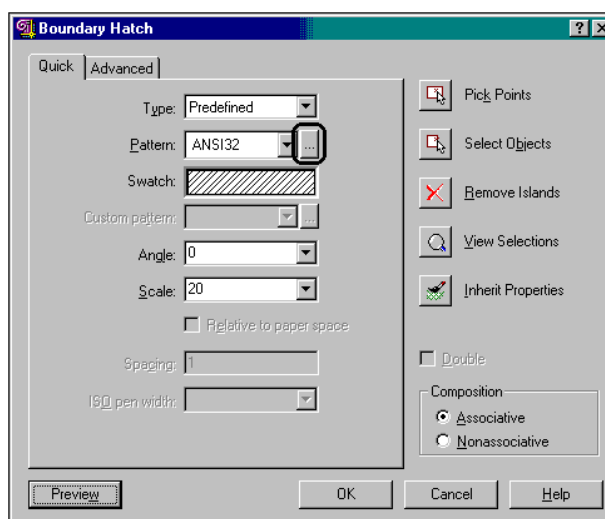 Boundary Hatch
Quick Advanced
Type: Predefined
Pattern: ANSI32 ...
Swatch:
Custom pattern: ...
Angle: 0
Scale: 20
Relative to paper space
Spacing: 1
ISO pen width:
Pick Points
Select Objects
Remove Islands
View Selections
Inherit Properties
Double
Composition
Associative
Nonassociative
Preview OK Cancel Help